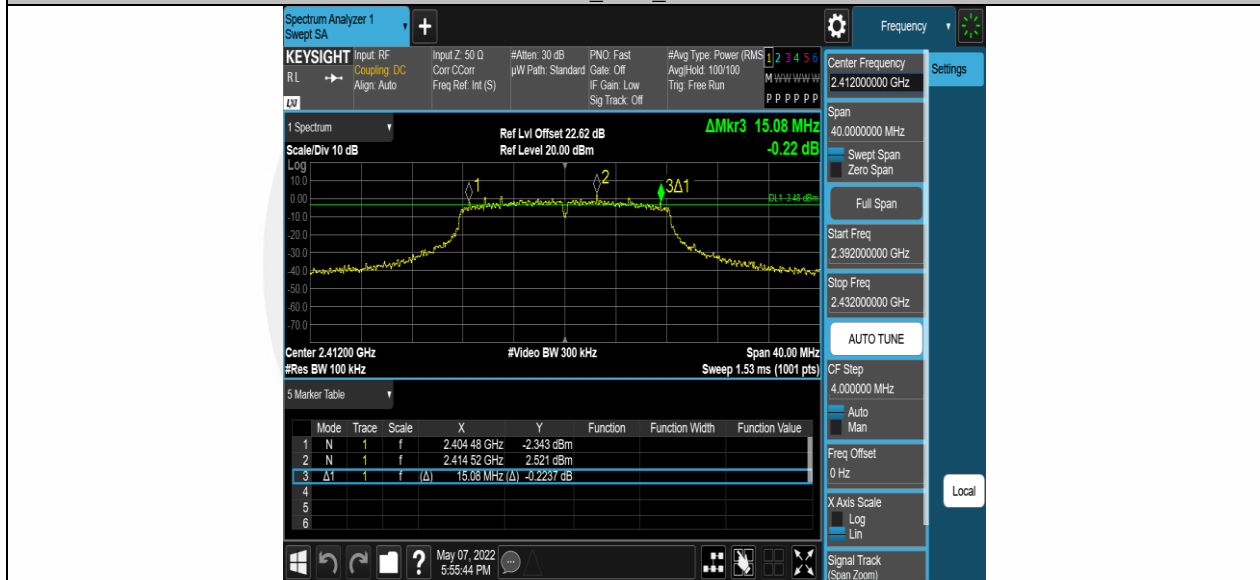 Spectrum Analyzer 1
Swept SA
+
Frequency
KEYSIGHT
RL
LXI
Input: RF
Coupling: DC
Align: Auto
Input Z: 50 Ω
Corr CCorr
Freq Ref: Int (S)
#Atten: 30 dB
µW Path: Standard
PNO: Fast
Gate: Off
IF Gain: Low
Sig Track: Off
#Avg Type: Power (RMS
Avg|Hold: 100/100
Trig: Free Run
1 2 3 4 5 6
M W W W W W
P P P P P P
1 Spectrum
Scale/Div 10 dB
Ref Lvl Offset 22.62 dB
Ref Level 20.00 dBm
ΔMkr3 15.08 MHz
-0.22 dB
Log
10.0
0.00
-10.0
-20.0
-30.0
-40.0
-50.0
-60.0
-70.0
1
2
3Δ1
DL1 -3.48 dBm
Center 2.41200 GHz
#Res BW 100 kHz
#Video BW 300 kHz
Span 40.00 MHz
Sweep 1.53 ms (1001 pts)
5 Marker Table
Mode Trace Scale X Y Function Function Width Function Value
1 N 1 f 2.404 48 GHz -2.343 dBm
2 N 1 f 2.414 52 GHz 2.521 dBm
3 Δ1 1 f (Δ) 15.08 MHz (Δ) -0.2237 dB
4
5
6
May 07, 2022
5:55:44 PM
?
Center Frequency
2.412000000 GHz
Settings
Span
40.0000000 MHz
Swept Span
Zero Span
Full Span
Start Freq
2.392000000 GHz
Stop Freq
2.432000000 GHz
AUTO TUNE
CF Step
4.000000 MHz
Auto
Man
Freq Offset
0 Hz
Local
X Axis Scale
Log
Lin
Signal Track
(Span Zoom)